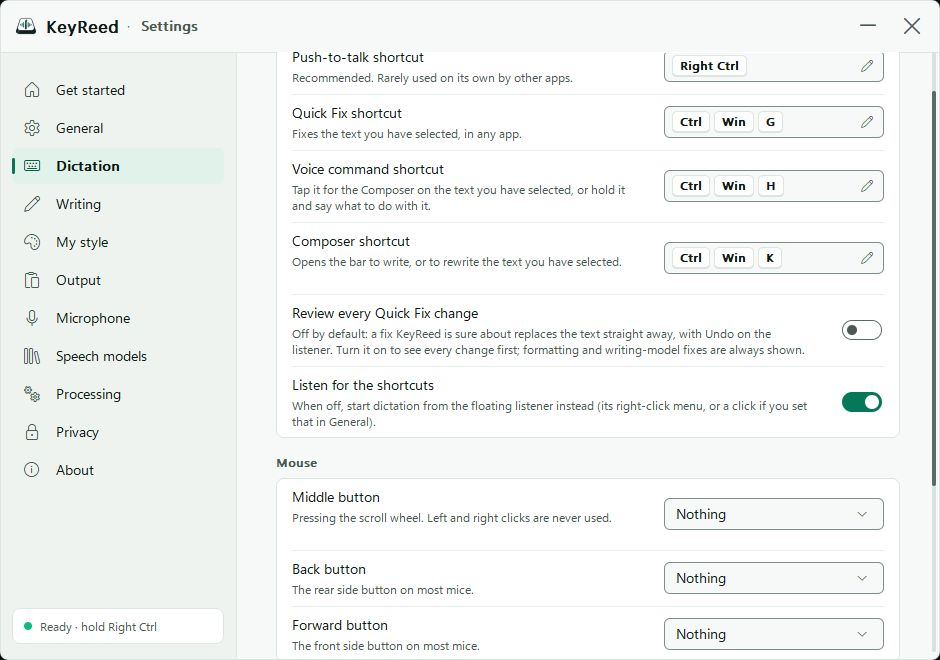 KeyReed · Settings
Get started
General
Dictation
Writing
My style
Output
Microphone
Speech models
Processing
Privacy
About
Ready · hold Right Ctrl
Push-to-talk shortcut
Recommended. Rarely used on its own by other apps.
Right Ctrl
Quick Fix shortcut
Fixes the text you have selected, in any app.
Ctrl Win G
Voice command shortcut
Tap it for the Composer on the text you have selected, or hold it
and say what to do with it.
Ctrl Win H
Composer shortcut
Opens the bar to write, or to rewrite the text you have selected.
Ctrl Win K
Review every Quick Fix change
Off by default: a fix KeyReed is sure about replaces the text straight away, with Undo on the
listener. Turn it on to see every change first; formatting and writing-model fixes are always shown.
Listen for the shortcuts
When off, start dictation from the floating listener instead (its right-click menu, or a click if you set
that in General).
Mouse
Middle button
Pressing the scroll wheel. Left and right clicks are never used.
Nothing
Back button
The rear side button on most mice.
Nothing
Forward button
The front side button on most mice.
Nothing